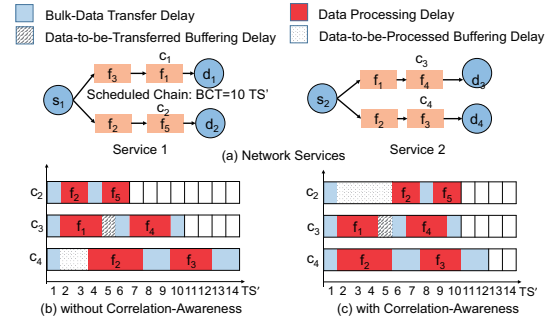 Bulk-Data Transfer Delay
Data Processing Delay
Data-to-be-Transferred Buffering Delay
Data-to-be-Processed Buffering Delay
c1
f3 f1 d1
s1
Scheduled Chain: BCT=10 TS'
c2
f2 f5 d2
Service 1
c3
f1 f4 d3
s2
c4
f2 f3 d4
Service 2
(a) Network Services
c2 f2 f5
c3 f1 f4
c4 f2 f3
1 2 3 4 5 6 7 8 9 10 11 12 13 14 TS'
(b) without Correlation-Awareness
c2 f2 f5
c3 f1 f4
c4 f2 f3
1 2 3 4 5 6 7 8 9 10 11 12 13 14 TS'
(c) with Correlation-Awareness